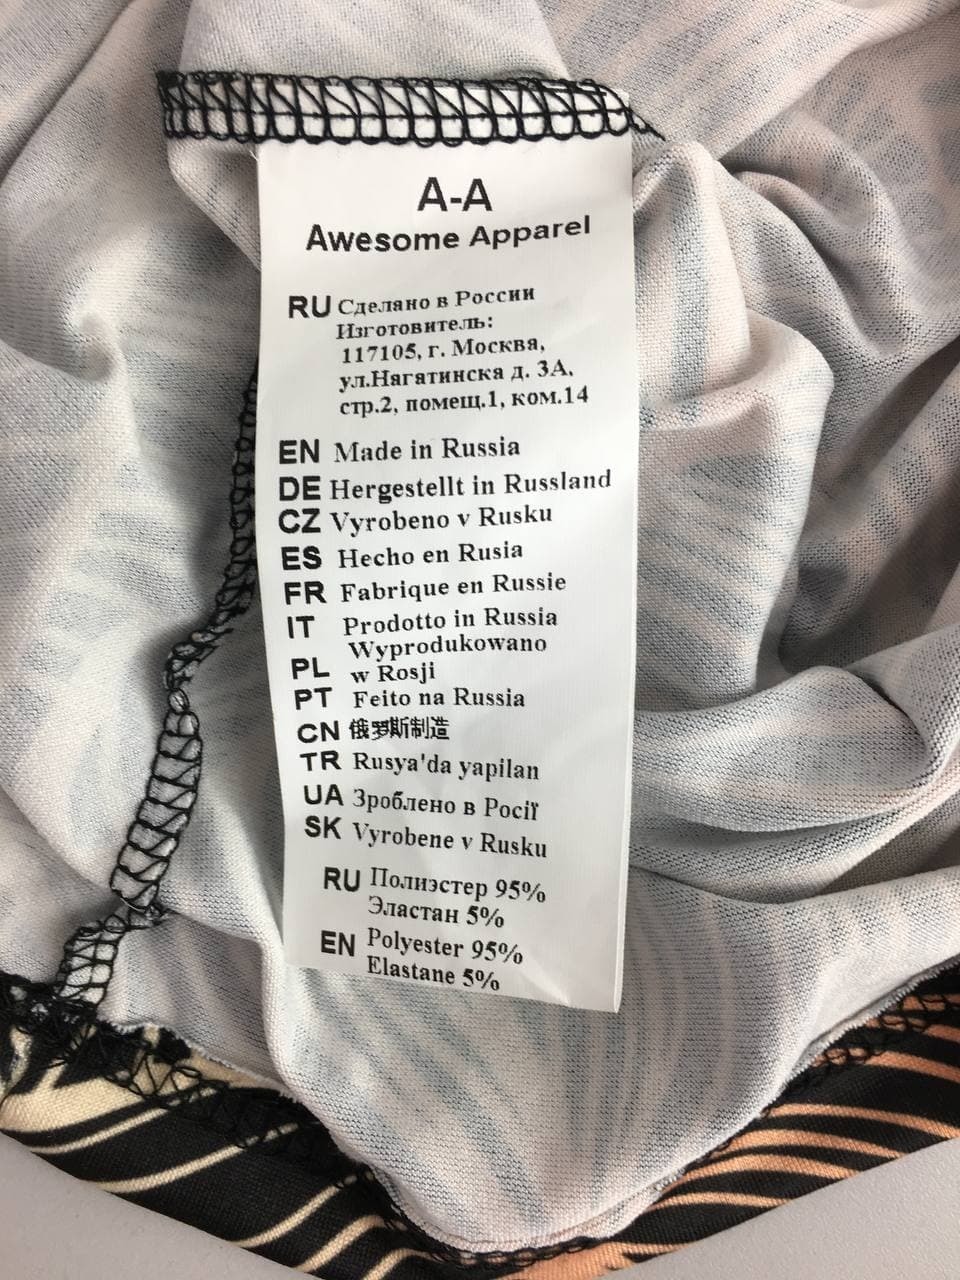 A-A
Awesome Apparel
RU Сделано в России
Изготовитель:
117105, г. Москва,
ул.Нагатинска д. 3А,
стр.2, помещ.1, ком.14
EN Made in Russia
DE Hergestellt in Russland
CZ Vyrobeno v Rusku
ES Hecho en Rusia
FR Fabrique en Russie
IT Prodotto in Russia
PL Wyprodukowano
w Rosji
PT Feito na Russia
CN 俄罗斯制造
TR Rusya'da yapilan
UA Зроблено в Росії
SK Vyrobene v Rusku
RU Полиэстер 95%
Эластан 5%
EN Polyester 95%
Elastane 5%